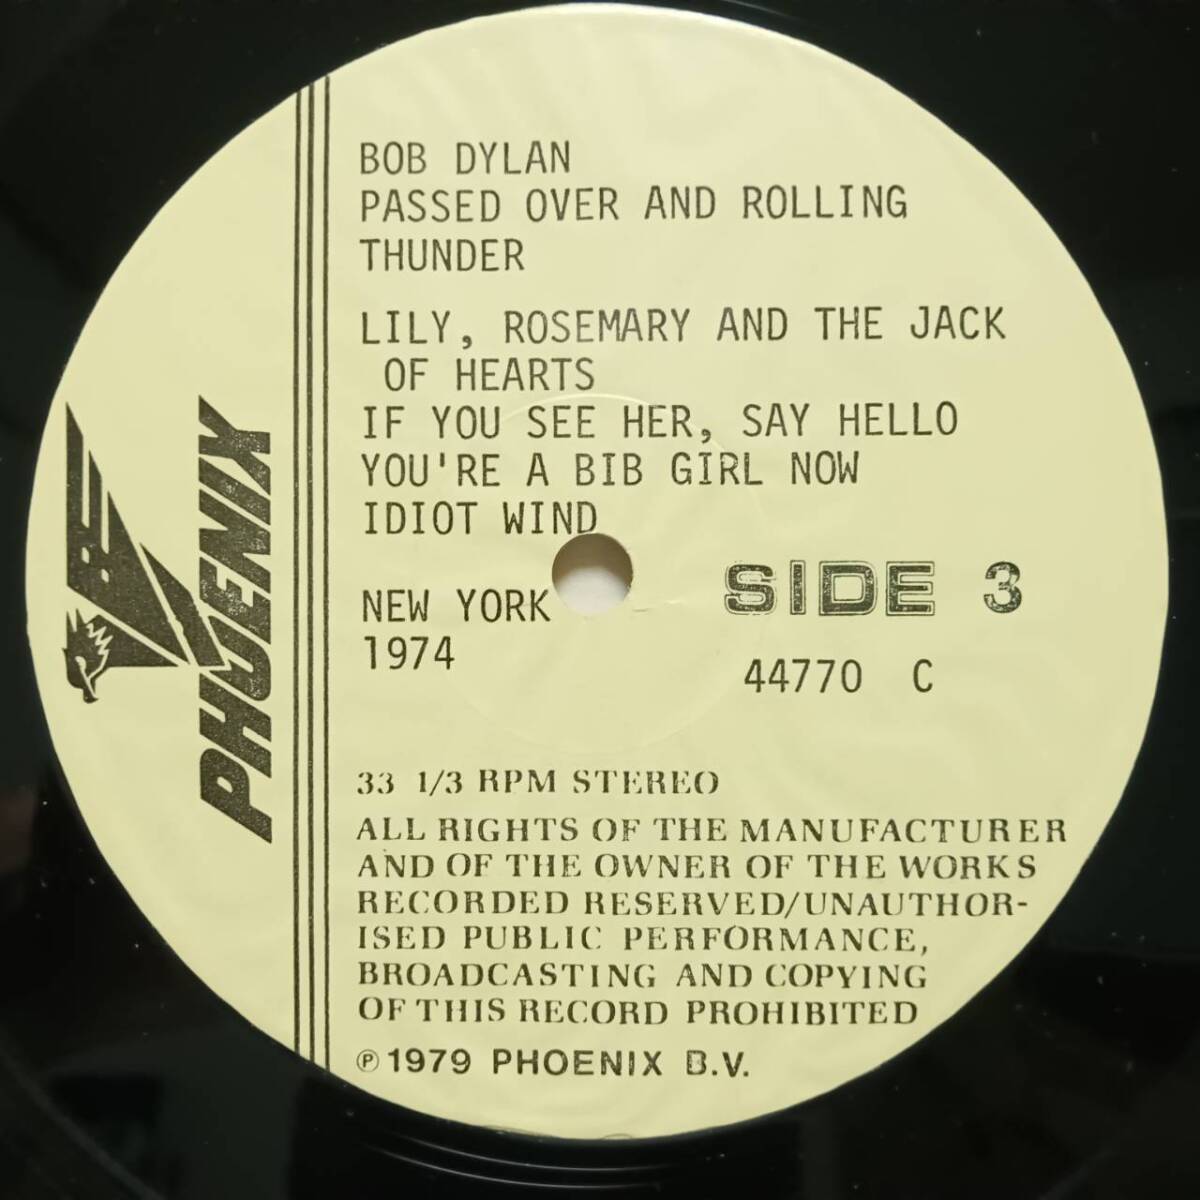 BOB DYLAN
PASSED OVER AND ROLLING
THUNDER
LILY, ROSEMARY AND THE JACK
OF HEARTS
IF YOU SEE HER, SAY HELLO
YOU'RE A BIB GIRL NOW
IDIOT WIND
NEW YORK
1974
SIDE 3
44770 C
PHOENIX
33 1/3 RPM STEREO
ALL RIGHTS OF THE MANUFACTURER
AND OF THE OWNER OF THE WORKS
RECORDED RESERVED/UNAUTHOR-
ISED PUBLIC PERFORMANCE,
BROADCASTING AND COPYING
OF THIS RECORD PROHIBITED
℗ 1979 PHOENIX B.V.